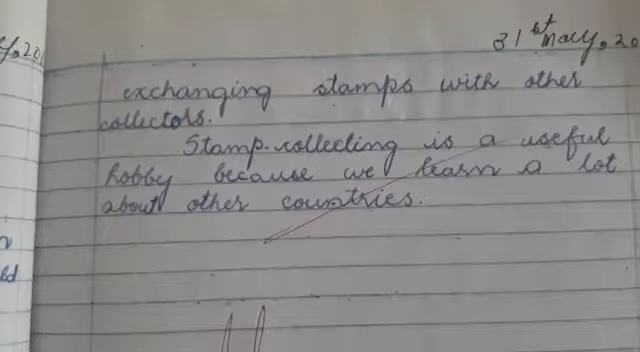 31st May, 20
exchanging stamps with other
collectors.
Stamp-collecting is a useful
hobby because we learn a lot
about other countries.